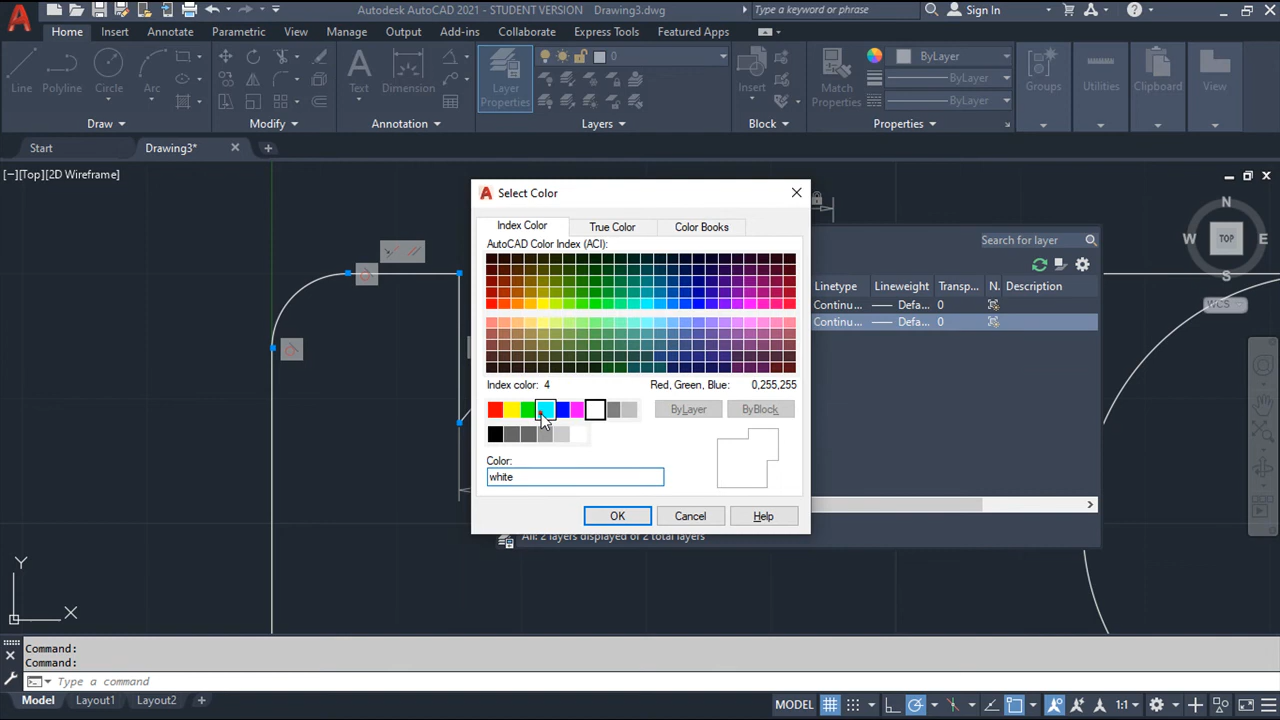 Autodesk AutoCAD 2021 - STUDENT VERSION Drawing3.dwg
Type a keyword or phrase
Sign In
Home Insert Annotate Parametric View Manage Output Add-ins Collaborate Express Tools Featured Apps
Line Polyline Circle Arc
Text Dimension
Layer Properties
0
Insert
Match Properties
ByLayer
ByLayer
ByLayer
Groups Utilities Clipboard View
Draw Modify Annotation Layers Block Properties
Start Drawing3*
[−][Top][2D Wireframe]
N
W TOP E
S
WCS
Select Color
Index Color True Color Color Books
AutoCAD Color Index (ACI):
Index color: 4 Red, Green, Blue: 0,255,255
ByLayer ByBlock
Color:
white
OK Cancel Help
Search for layer
Linetype Lineweight Transp... N. Description
Continu... Defa... 0
Continu... Defa... 0
All: 2 layers displayed of 2 total layers
Y
X
Command:
Command:
Type a command
Model Layout1 Layout2
MODEL 1:1